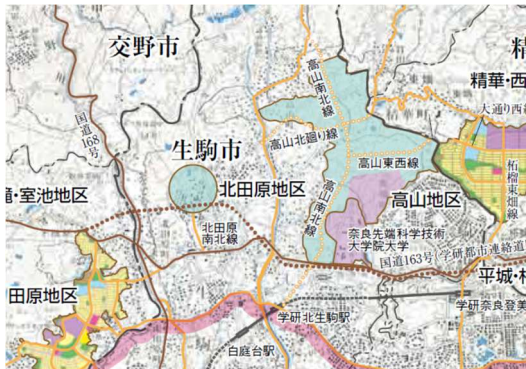 交野市
精
精華・西
大通り西
高山南北線
国道168号
高山北廻り線
生駒市
高山東西線
滝・室池地区
北田原地区
高山地区
柘榴東畑線
高山南北線
北田原
南北線
奈良先端科学技術
大学院大学
国道163号(学研都市連絡道
田原地区
平城・相
学研北生駒駅
学研奈良登美
白庭台駅